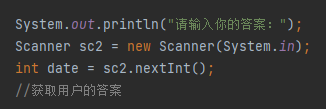 System.out.println("请输入你的答案：");
Scanner sc2 = new Scanner(System.in);
int date = sc2.nextInt();
//获取用户的答案